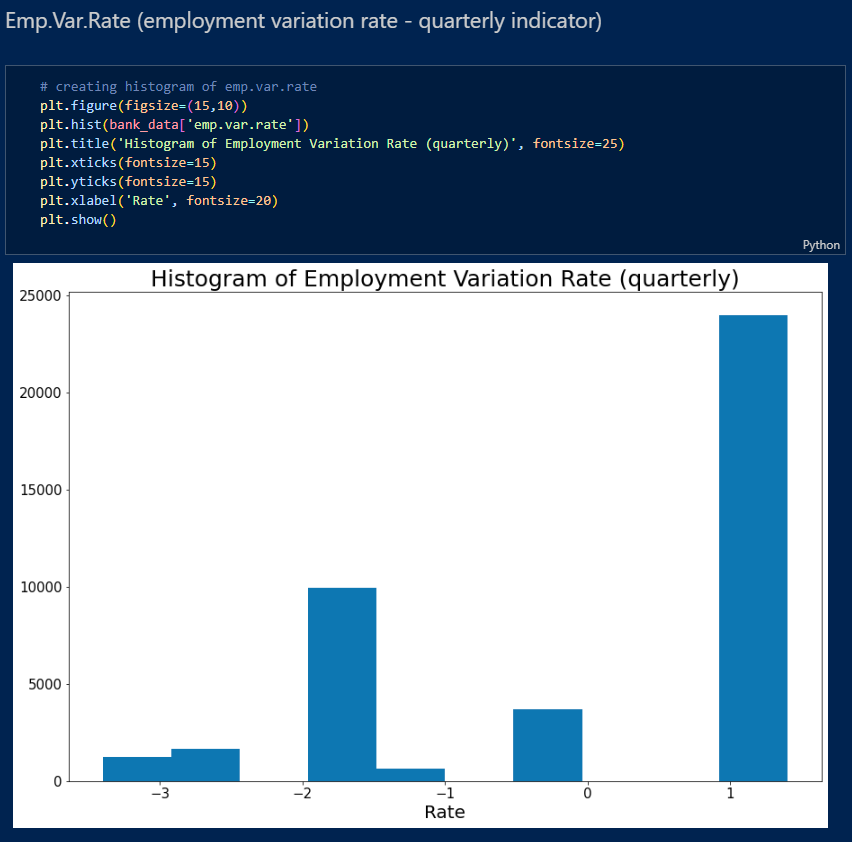 Emp.Var.Rate (employment variation rate - quarterly indicator)
# creating histogram of emp.var.rate
plt.figure(figsize=(15,10))
plt.hist(bank_data['emp.var.rate'])
plt.title('Histogram of Employment Variation Rate (quarterly)', fontsize=25)
plt.xticks(fontsize=15)
plt.yticks(fontsize=15)
plt.xlabel('Rate', fontsize=20)
plt.show()
Python
Histogram of Employment Variation Rate (quarterly)
25000
20000
15000
10000
5000
0
−3 −2 −1 0 1
Rate